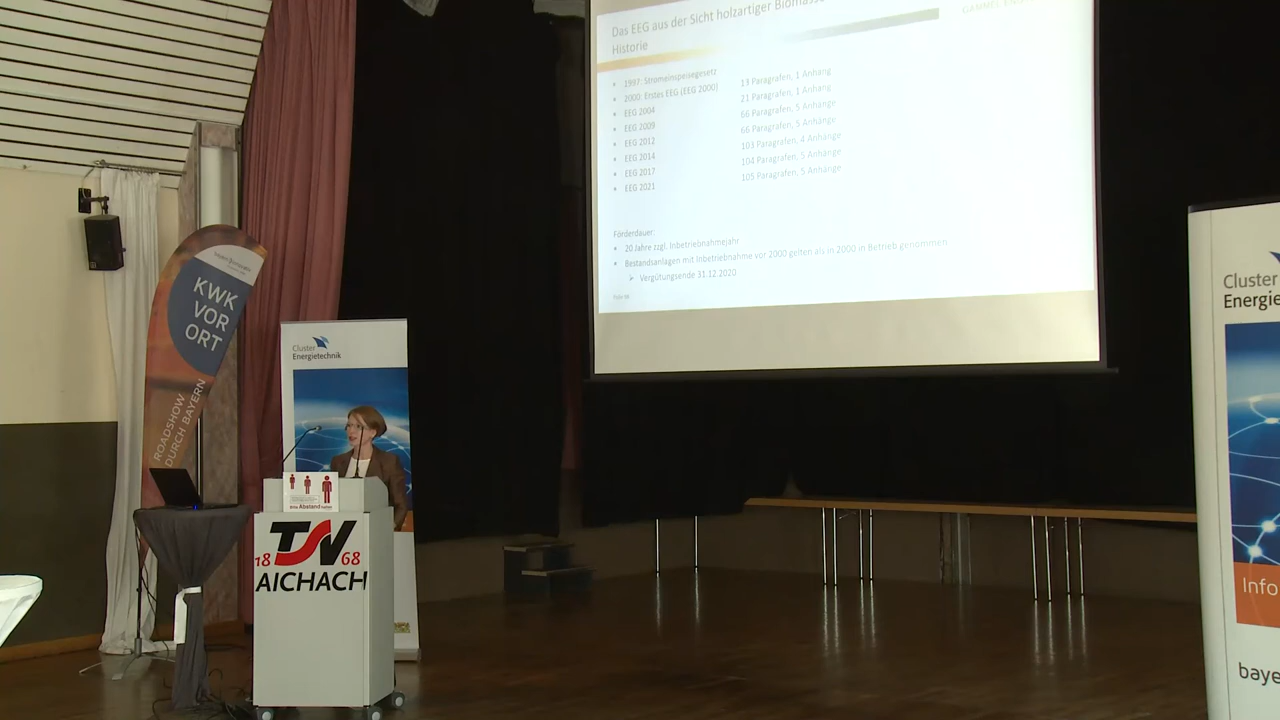 Das EEG aus der Sicht holzartiger Biomasse
Historie
1997: Stromeinspeisegesetz 13 Paragrafen, 1 Anhang
2000: Erstes EEG (EEG 2000) 21 Paragrafen, 1 Anhang
EEG 2004 66 Paragrafen, 5 Anhänge
EEG 2009 66 Paragrafen, 5 Anhänge
EEG 2012 103 Paragrafen, 4 Anhänge
EEG 2014 104 Paragrafen, 5 Anhänge
EEG 2017 105 Paragrafen, 5 Anhänge
EEG 2021
Förderdauer:
20 Jahre zzgl. Inbetriebnahmejahr
Bestandsanlagen mit Inbetriebnahme vor 2000 gelten als in 2000 in Betrieb genommen
Vergütungsende 31.12.2020
KWK
VOR
ORT
ROADSHOW
DURCH BAYERN
Cluster
Energietechnik
Bitte Abstand halten
TSV
1868
AICHACH
Cluster
Energie
Info
baye